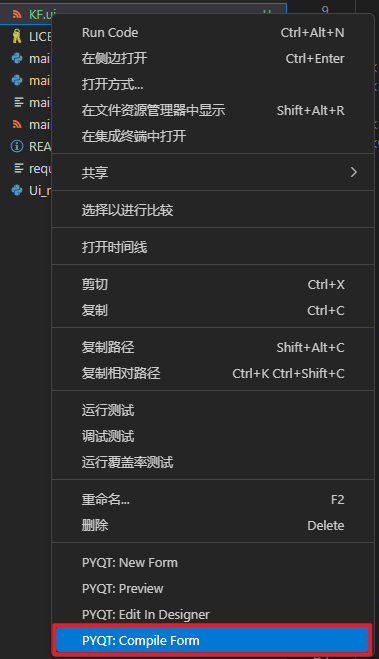 KF.ui
9
LICE
Run Code Ctrl+Alt+N
mai
在侧边打开 Ctrl+Enter
mai
打开方式...
mai
在文件资源管理器中显示 Shift+Alt+R
mai
在集成终端中打开
REA
requ
共享
Ui_r
选择以进行比较
打开时间线
剪切 Ctrl+X
复制 Ctrl+C
复制路径 Shift+Alt+C
复制相对路径 Ctrl+K Ctrl+Shift+C
运行测试
调试测试
运行覆盖率测试
重命名... F2
删除 Delete
PYQT: New Form
PYQT: Preview
PYQT: Edit In Designer
PYQT: Compile Form